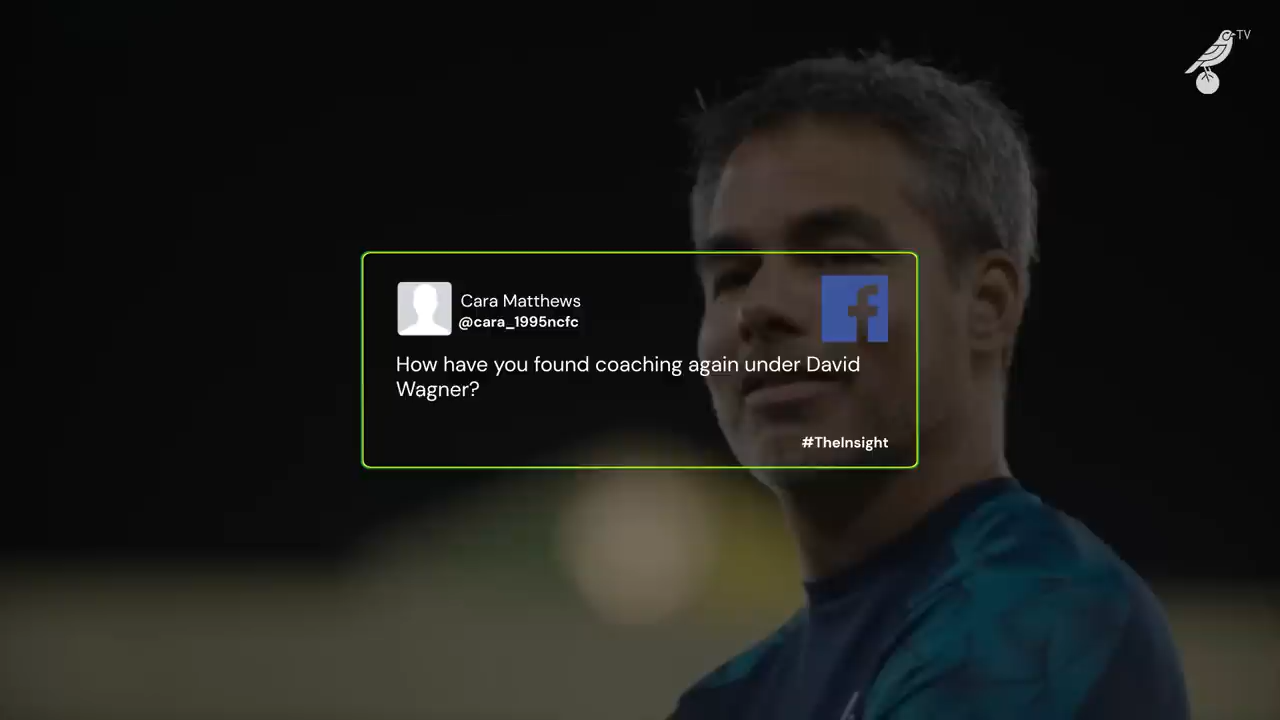 TV
Cara Matthews
@cara_1995ncfc
How have you found coaching again under David
Wagner?
#TheInsight